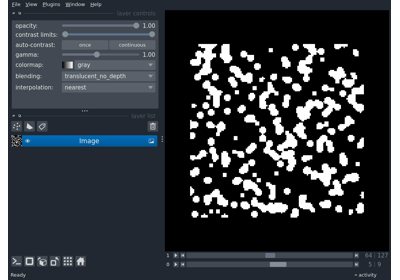 File View Plugins Window Help
layer controls
opacity: 1.00
contrast limits:
auto-contrast: once continuous
gamma: 1.00
colormap: gray
blending: translucent_no_depth
interpolation: nearest
layer list
Image
1 64 127
0 5 9
Ready activity